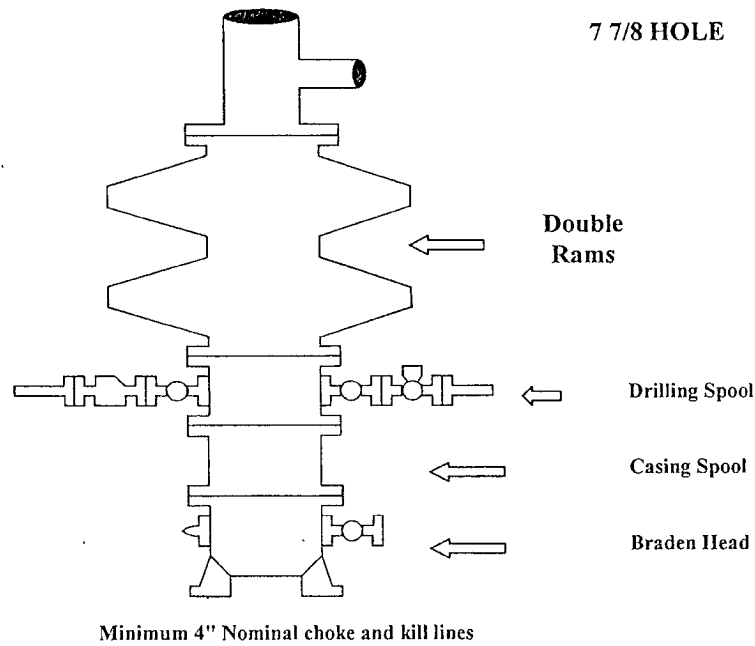 7 7/8 HOLE
Double
Rams
Drilling Spool
Casing Spool
Braden Head
Minimum 4" Nominal choke and kill lines